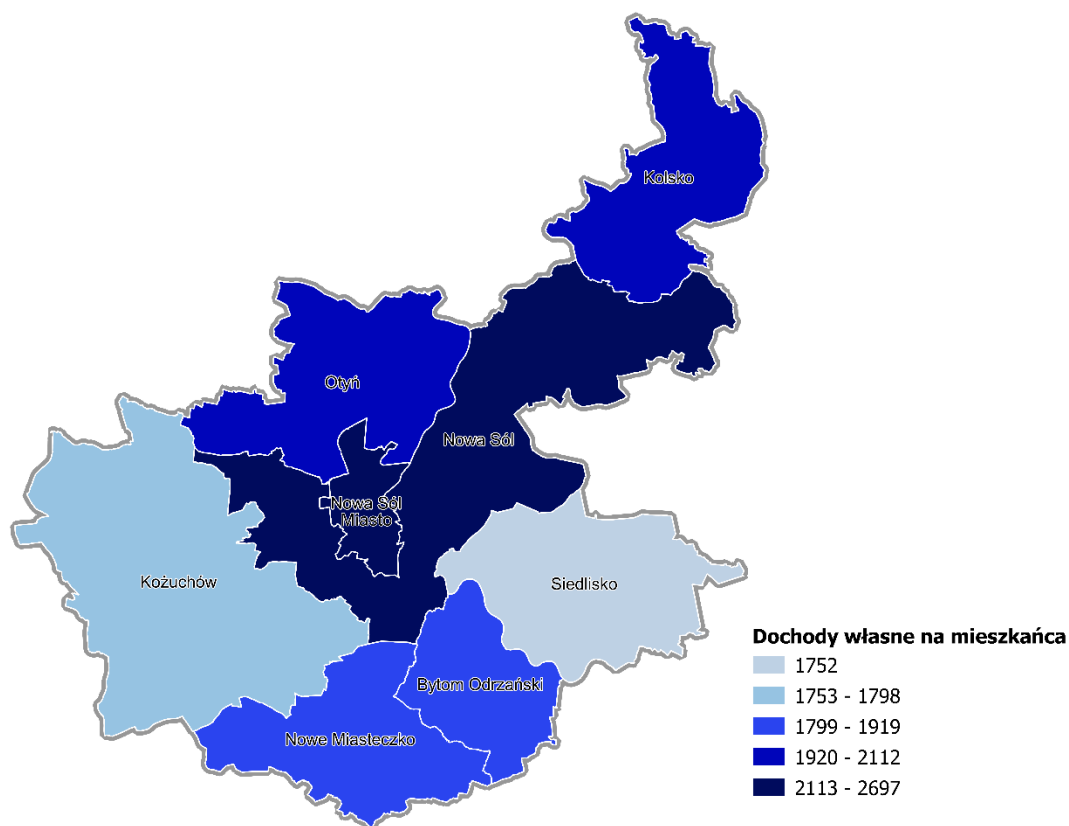 Kolsko
Otyń
Nowa Sól
Nowa Sól
Miasto
Kożuchów
Siedlisko
Bytom Odrzański
Nowe Miasteczko
Dochody własne na mieszkańca
1752
1753 - 1798
1799 - 1919
1920 - 2112
2113 - 2697